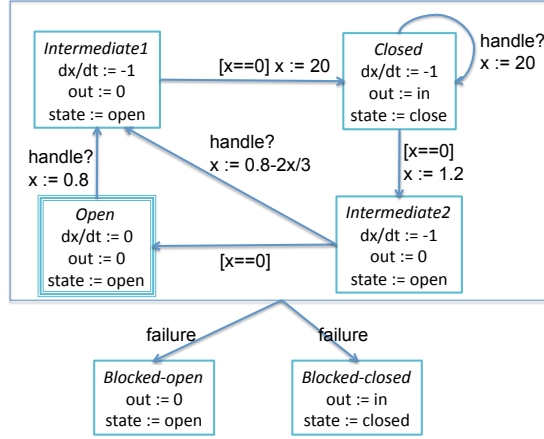 Intermediate1
dx/dt := -1
out := 0
state := open
[x==0] x := 20
Closed
dx/dt := -1
out := in
state := close
handle?
x := 20
handle?
x := 0.8
handle?
x := 0.8-2x/3
[x==0]
x := 1.2
Open
dx/dt := 0
out := 0
state := open
[x==0]
Intermediate2
dx/dt := -1
out := 0
state := open
failure
failure
Blocked-open
out := 0
state := open
Blocked-closed
out := in
state := closed